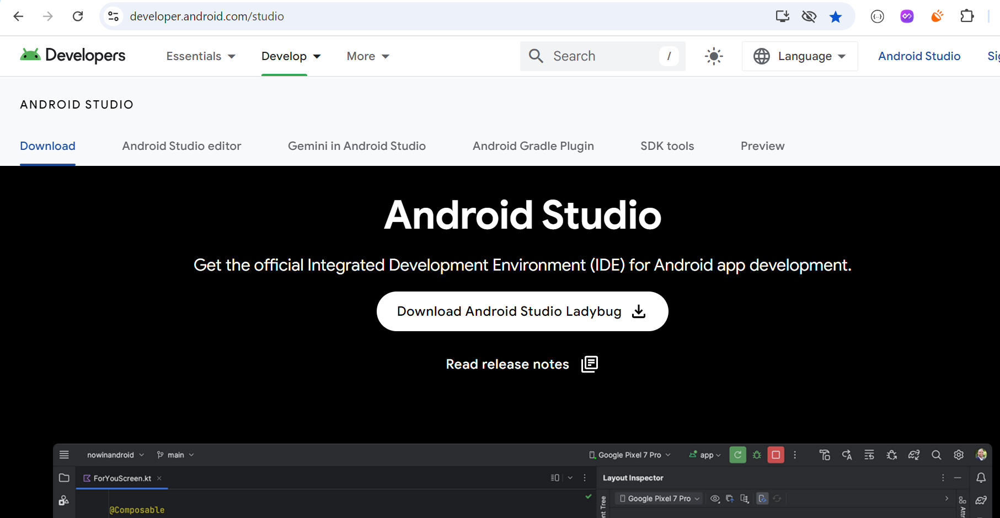 developer.android.com/studio
Developers Essentials Develop More Search / Language Android Studio
ANDROID STUDIO
Download Android Studio editor Gemini in Android Studio Android Gradle Plugin SDK tools Preview
Android Studio
Get the official Integrated Development Environment (IDE) for Android app development.
Download Android Studio Ladybug
Read release notes
nowinandroid main Google Pixel 7 Pro app
ForYouScreen.kt Layout Inspector
Google Pixel 7 Pro
@Composable
Tree